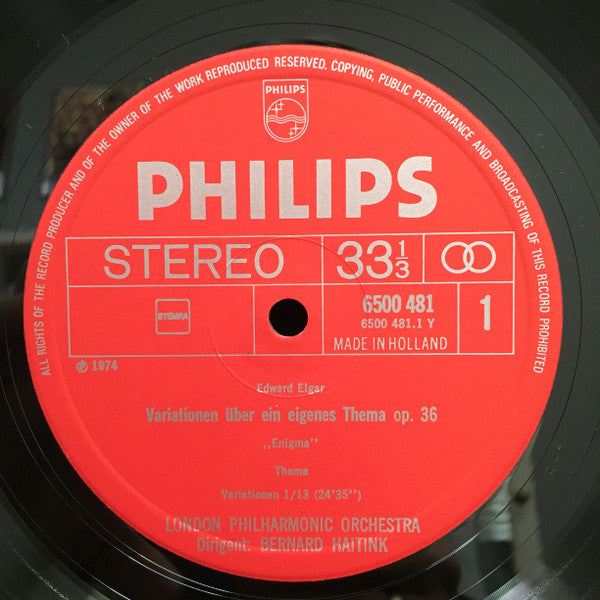 ALL RIGHTS OF THE RECORD PRODUCER AND OF THE OWNER OF THE WORK REPRODUCED RESERVED. COPYING, PUBLIC PERFORMANCE AND BROADCASTING OF THIS RECORD PROHIBITED
PHILIPS
PHILIPS
STEREO 33⅓
STEMRA
6500 481
6500 481.1 Y
1
MADE IN HOLLAND
℗ 1974
Edward Elgar
Variationen über ein eigenes Thema op. 36
„Enigma”
Thema
Variationen 1/13 (24'35")
LONDON PHILHARMONIC ORCHESTRA
Dirigent: BERNARD HAITINK